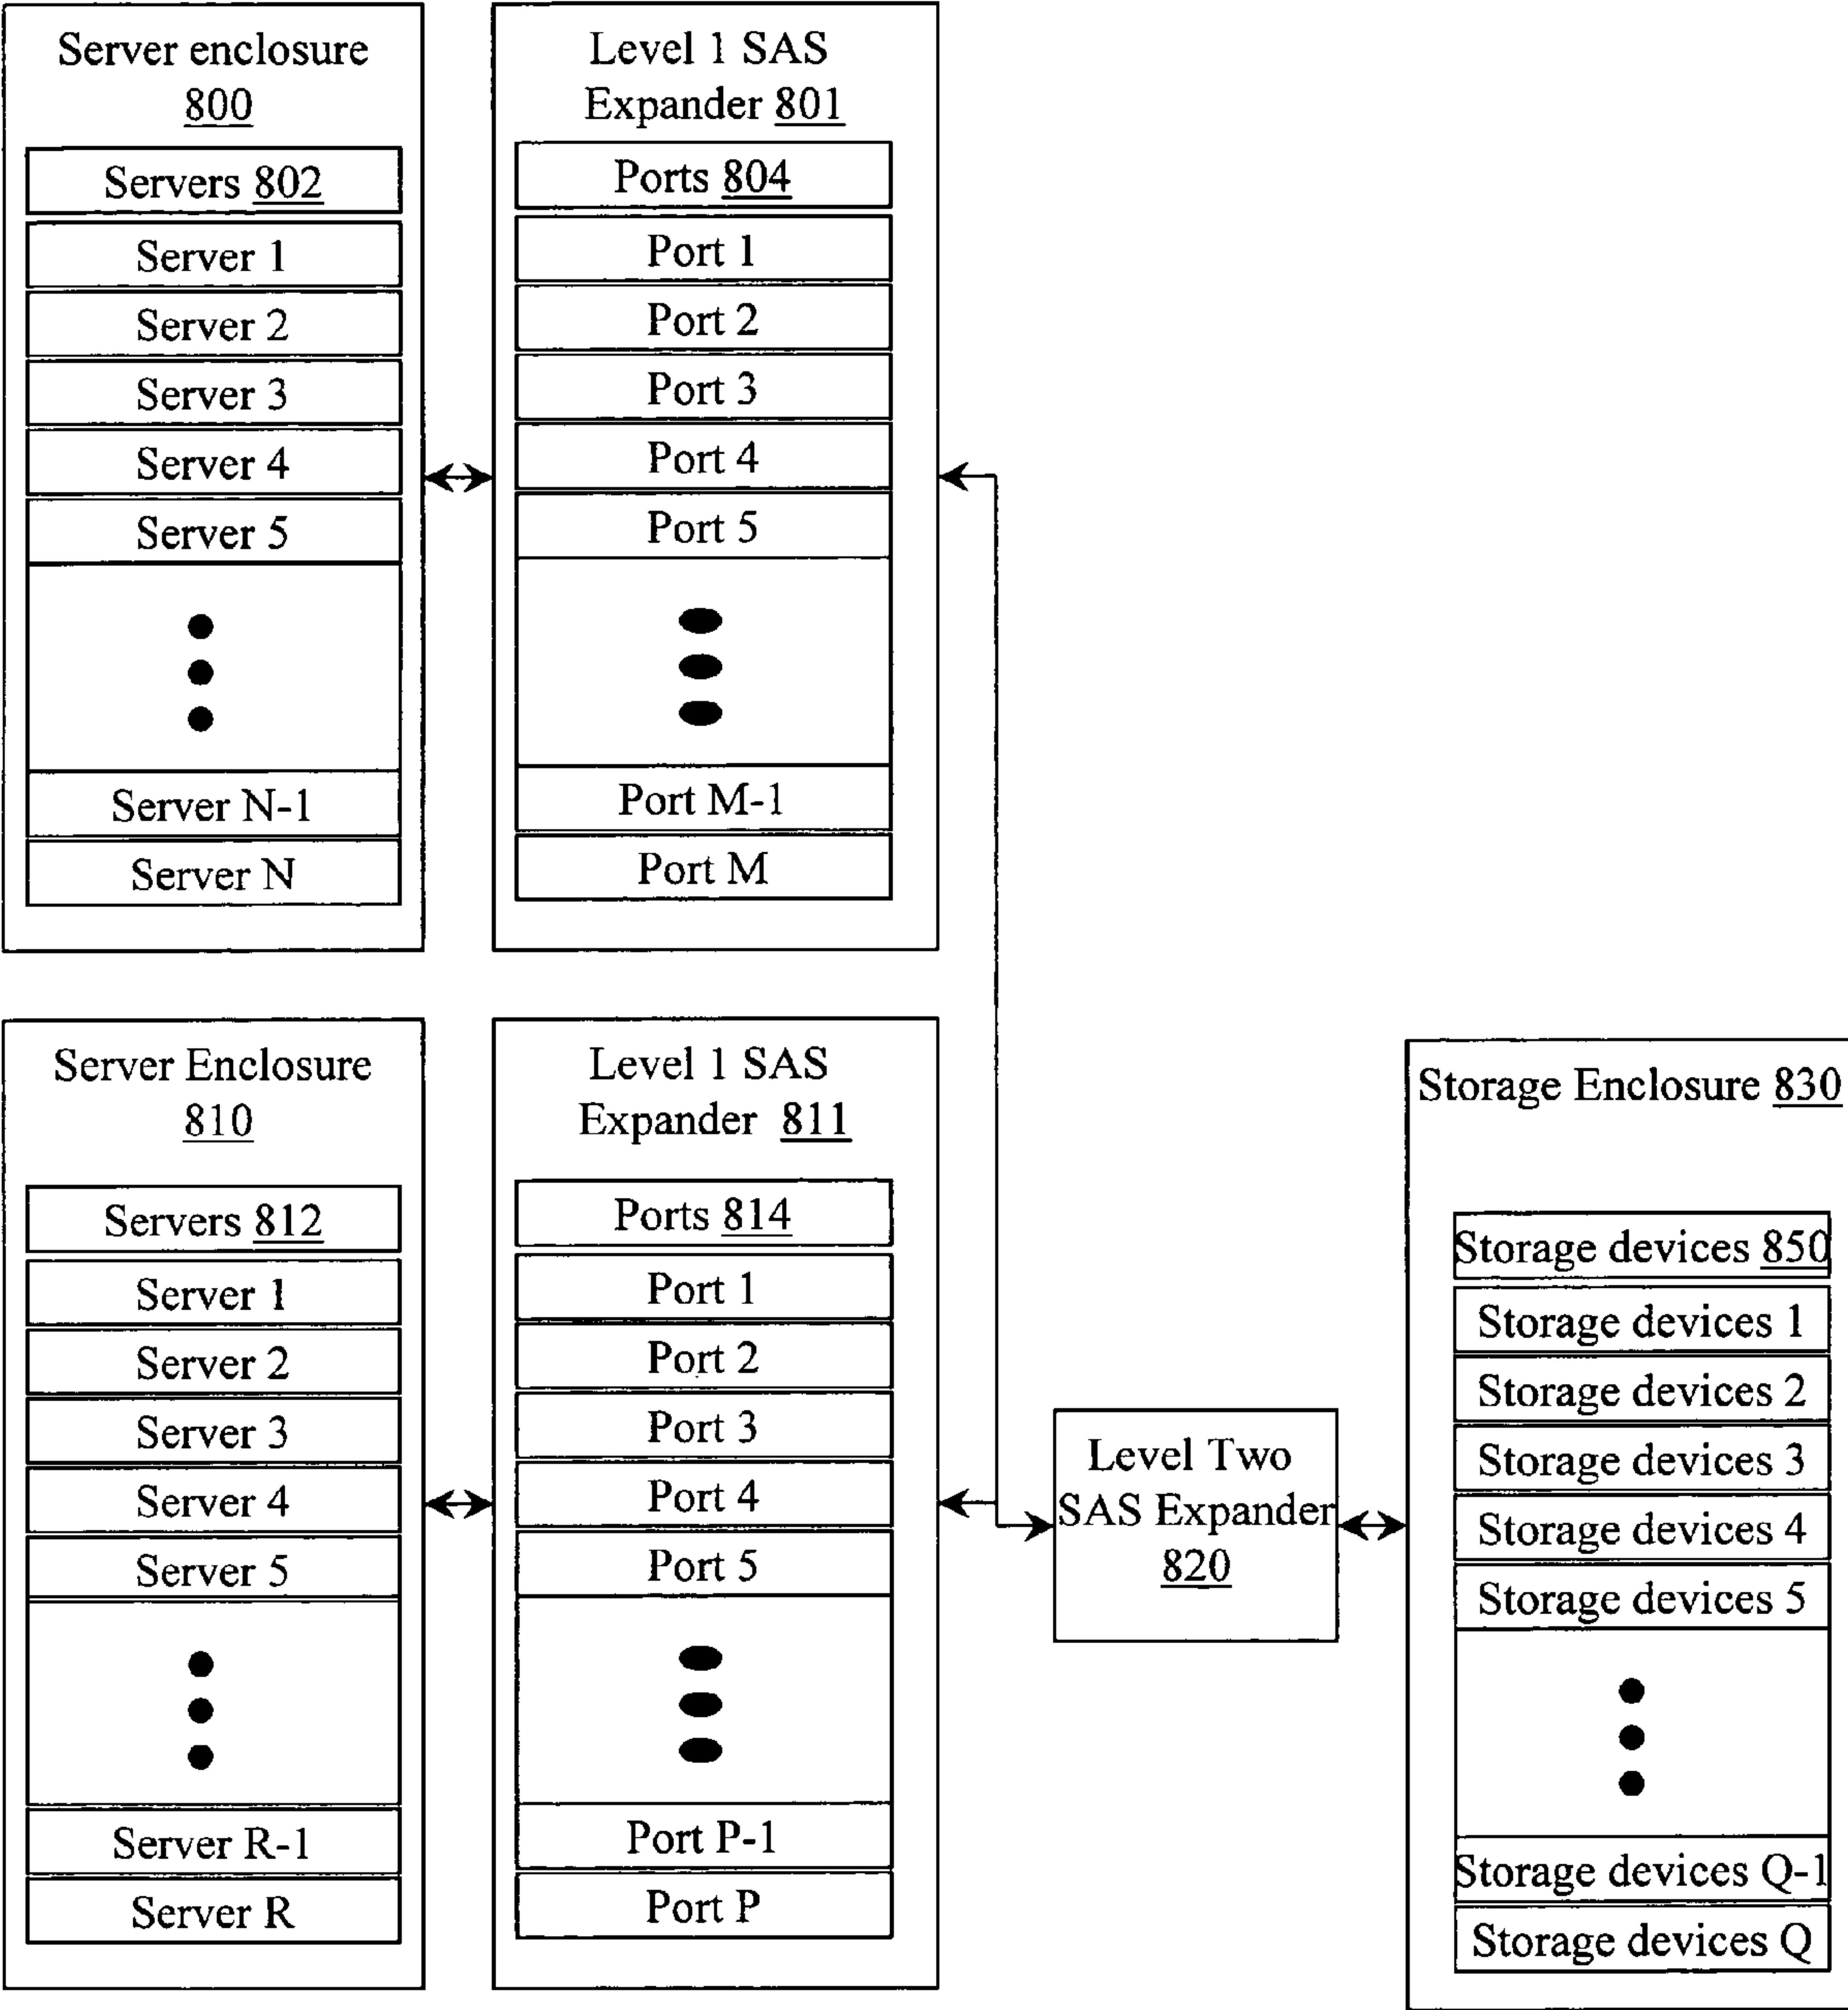 Server enclosure
800
Servers 802
Server 1
Server 2
Server 3
Server 4
Server 5
Server N-1
Server N
Level 1 SAS
Expander 801
Ports 804
Port 1
Port 2
Port 3
Port 4
Port 5
Port M-1
Port M
Server Enclosure
810
Servers 812
Server 1
Server 2
Server 3
Server 4
Server 5
Server R-1
Server R
Level 1 SAS
Expander 811
Ports 814
Port 1
Port 2
Port 3
Port 4
Port 5
Port P-1
Port P
Level Two
SAS Expander
820
Storage Enclosure 830
Storage devices 850
Storage devices 1
Storage devices 2
Storage devices 3
Storage devices 4
Storage devices 5
Storage devices Q-1
Storage devices Q